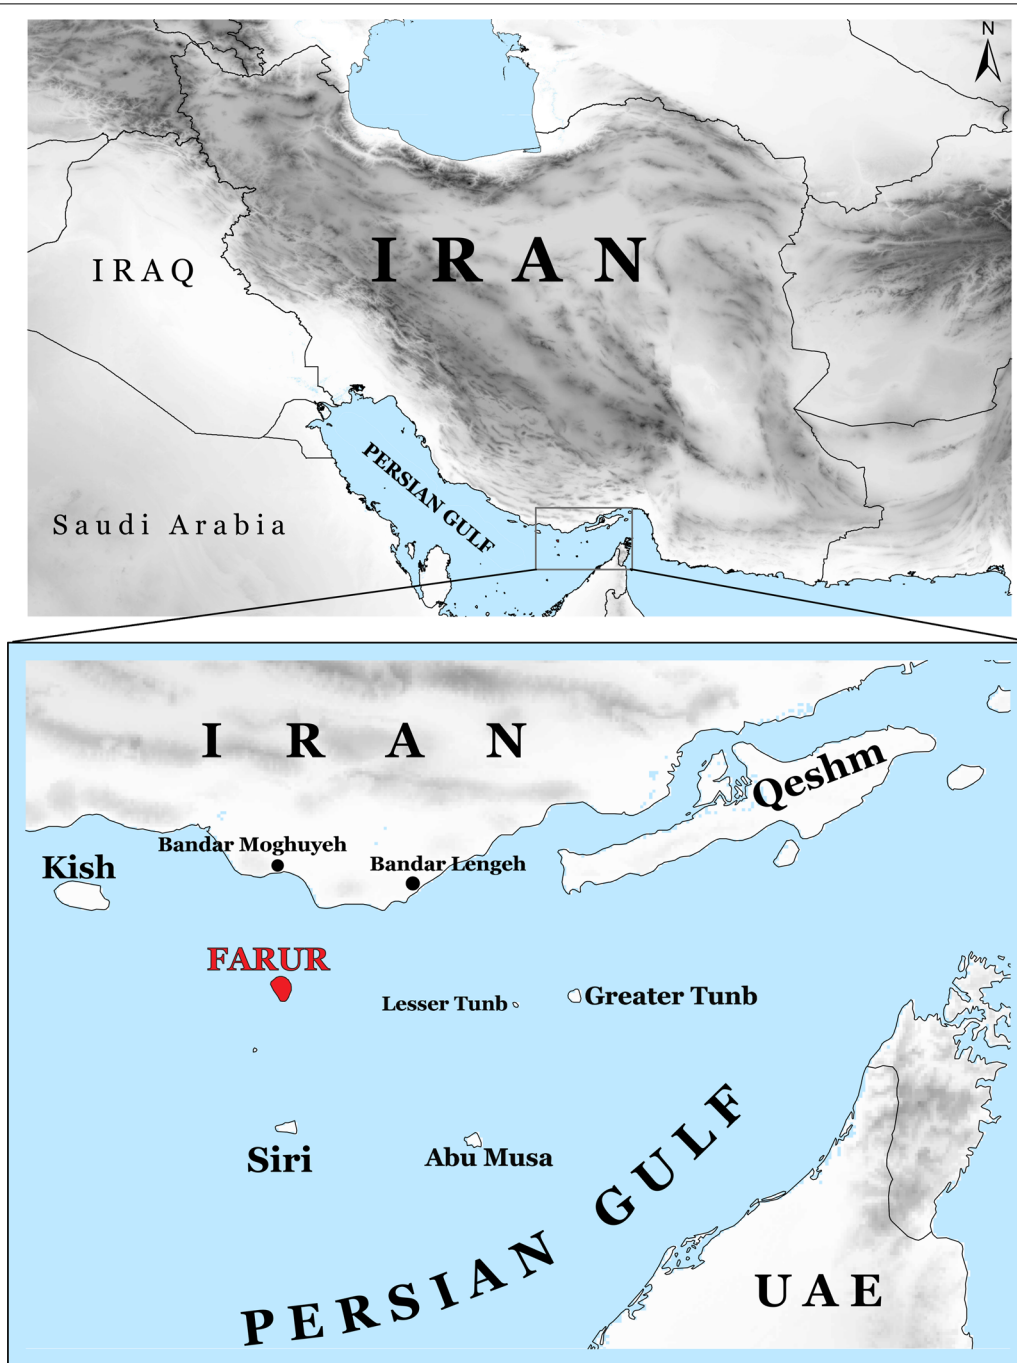 N
IRAN
IRAQ
PERSIAN GULF
Saudi Arabia
IRAN
Qeshm
Bandar Moghuyeh
Kish
Bandar Lengeh
FARUR
Lesser Tunb
Greater Tunb
Siri
Abu Musa
PERSIAN GULF
UAE